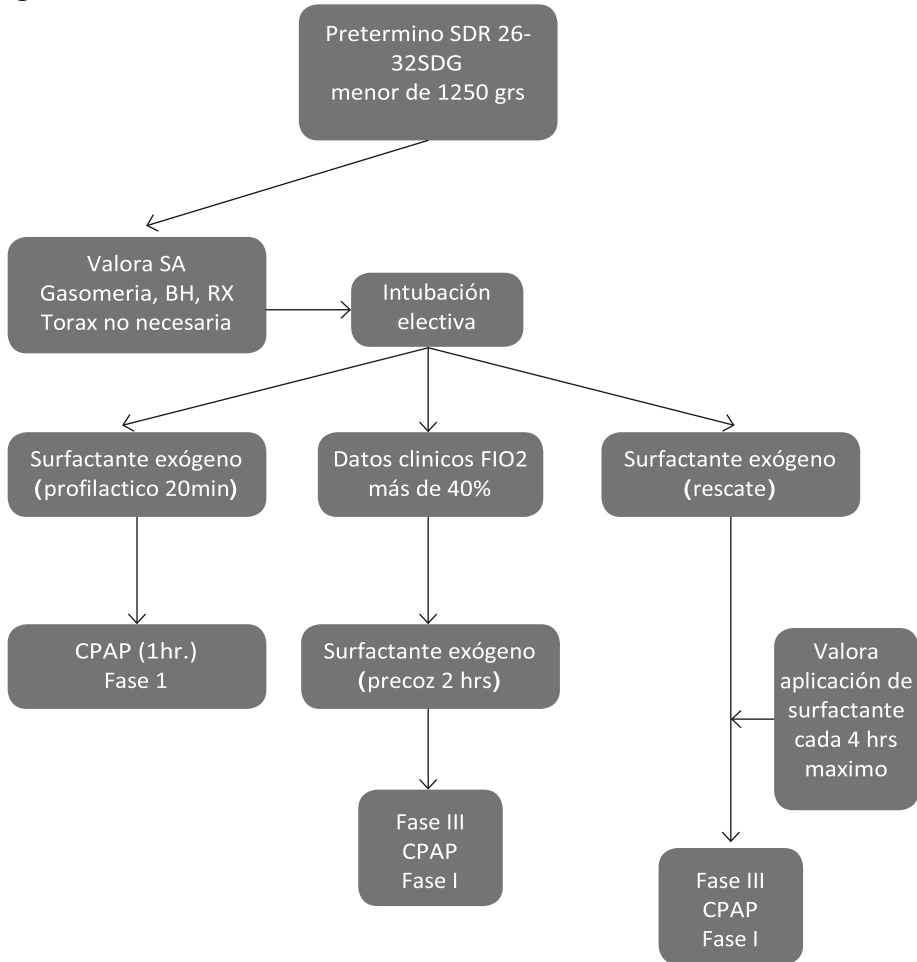 Pretermino SDR 26-
32SDG
menor de 1250 grs
Valora SA
Gasomeria, BH, RX
Torax no necesaria
Intubación
electiva
Surfactante exógeno
(profilactico 20min)
Datos clinicos FIO2
más de 40%
Surfactante exógeno
(rescate)
CPAP (1hr.)
Fase 1
Surfactante exógeno
(precoz 2 hrs)
Valora
aplicación de
surfactante
cada 4 hrs
maximo
Fase III
CPAP
Fase I
Fase III
CPAP
Fase I